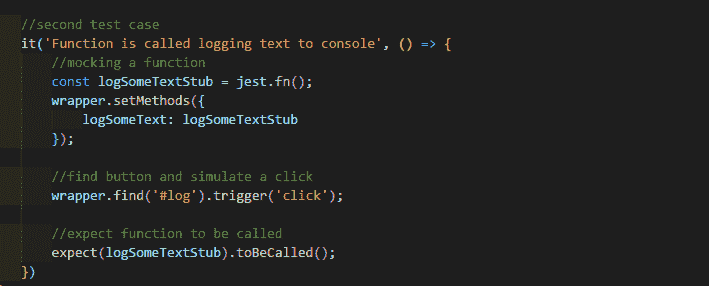 //second test case
it('Function is called logging text to console', () => {
//mocking a function
const logSomeTextStub = jest.fn();
wrapper.setMethods({
logSomeText: logSomeTextStub
});
//find button and simulate a click
wrapper.find('#log').trigger('click');
//expect function to be called
expect(logSomeTextStub).toBeCalled();
})